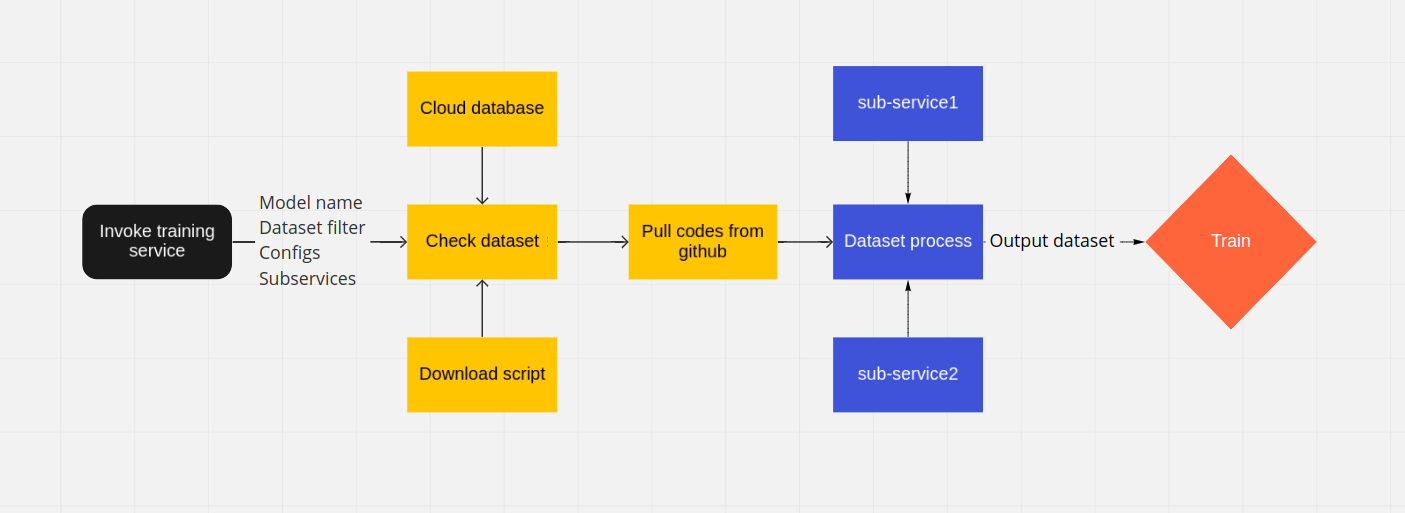 Cloud database
sub-service1
Invoke training
service
Model name
Dataset filter
Configs
Subservices
Check dataset
Pull codes from
github
Dataset process
Output dataset
Train
Download script
sub-service2